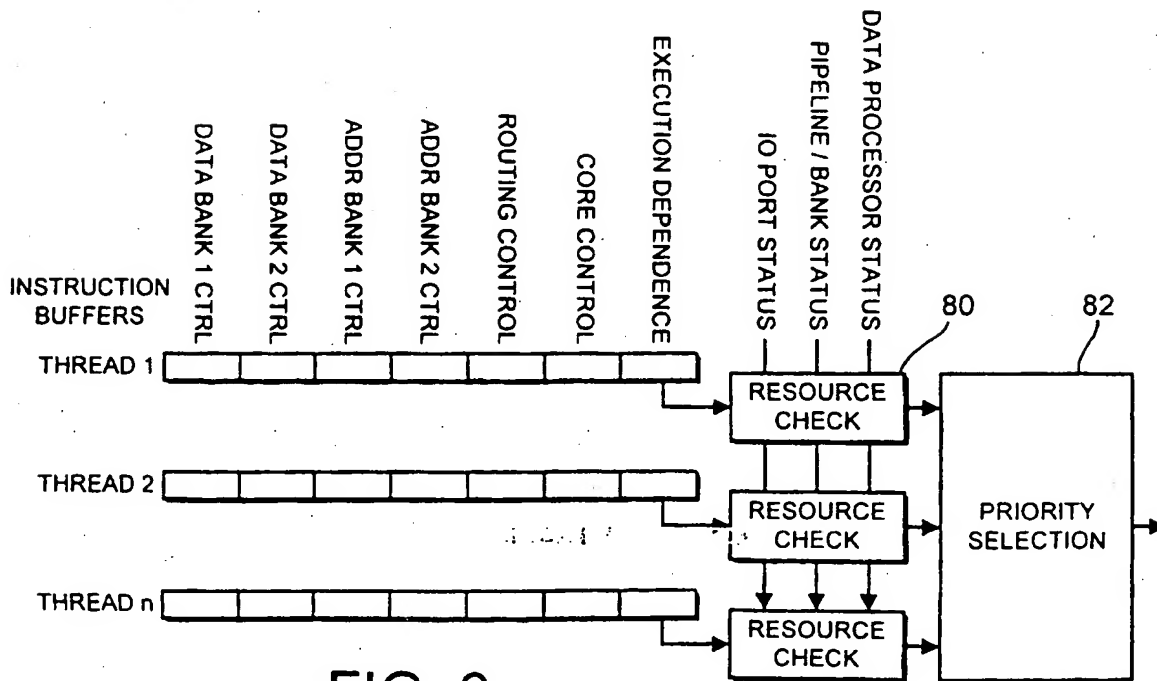 DATA BANK 1 CTRL
DATA BANK 2 CTRL
ADDR BANK 1 CTRL
ADDR BANK 2 CTRL
ROUTING CONTROL
CORE CONTROL
EXECUTION DEPENDENCE
IO PORT STATUS
PIPELINE / BANK STATUS
DATA PROCESSOR STATUS
INSTRUCTION
BUFFERS
80
82
THREAD 1
RESOURCE
CHECK
THREAD 2
RESOURCE
CHECK
PRIORITY
SELECTION
THREAD n
RESOURCE
CHECK